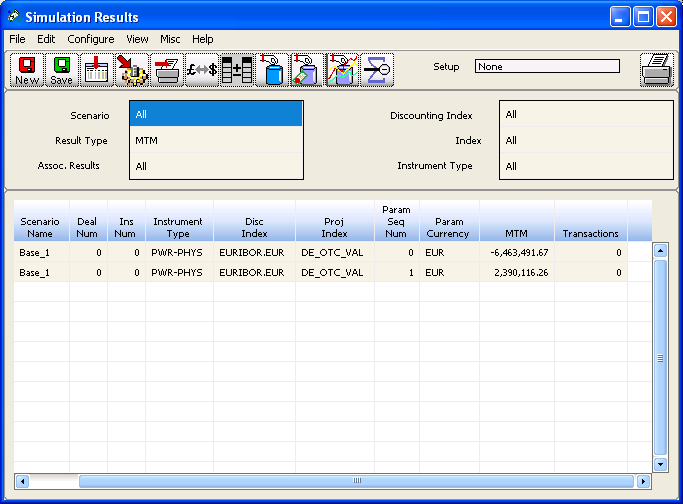 Simulation Results
File Edit Configure View Misc Help
New Save £⇔$ Setup None
Scenario All Discounting Index All
Result Type MTM Index All
Assoc. Results All Instrument Type All
Scenario Name Deal Num Ins Num Instrument Type Disc Index Proj Index Param Seq Num Param Currency MTM Transactions
Base_1 0 0 PWR-PHYS EURIBOR.EUR DE_OTC_VAL 0 EUR -6,463,491.67 0
Base_1 0 0 PWR-PHYS EURIBOR.EUR DE_OTC_VAL 1 EUR 2,390,116.26 0